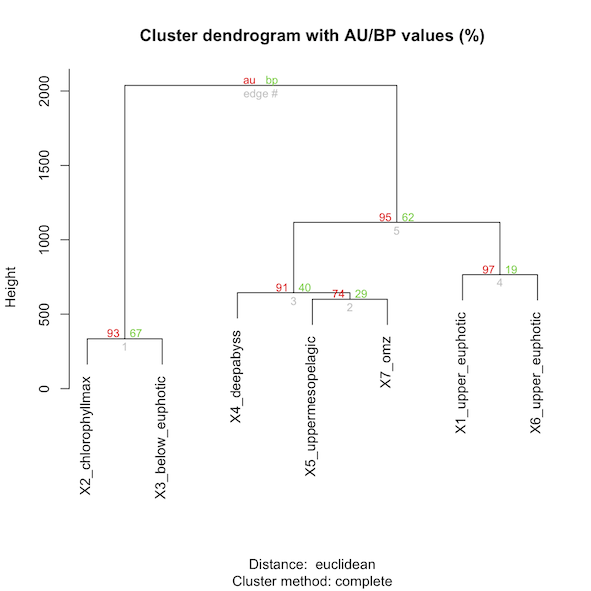 Cluster dendrogram with AU/BP values (%)
au bp
edge #
2000
1500
1000
500
0
Height
95 62
5
97 19
4
91 40
3
74 29
2
93 67
1
X2_chlorophyllmax
X3_below_euphotic
X4_deepabyss
X5_uppermesopelagic
X7_omz
X1_upper_euphotic
X6_upper_euphotic
Distance: euclidean
Cluster method: complete